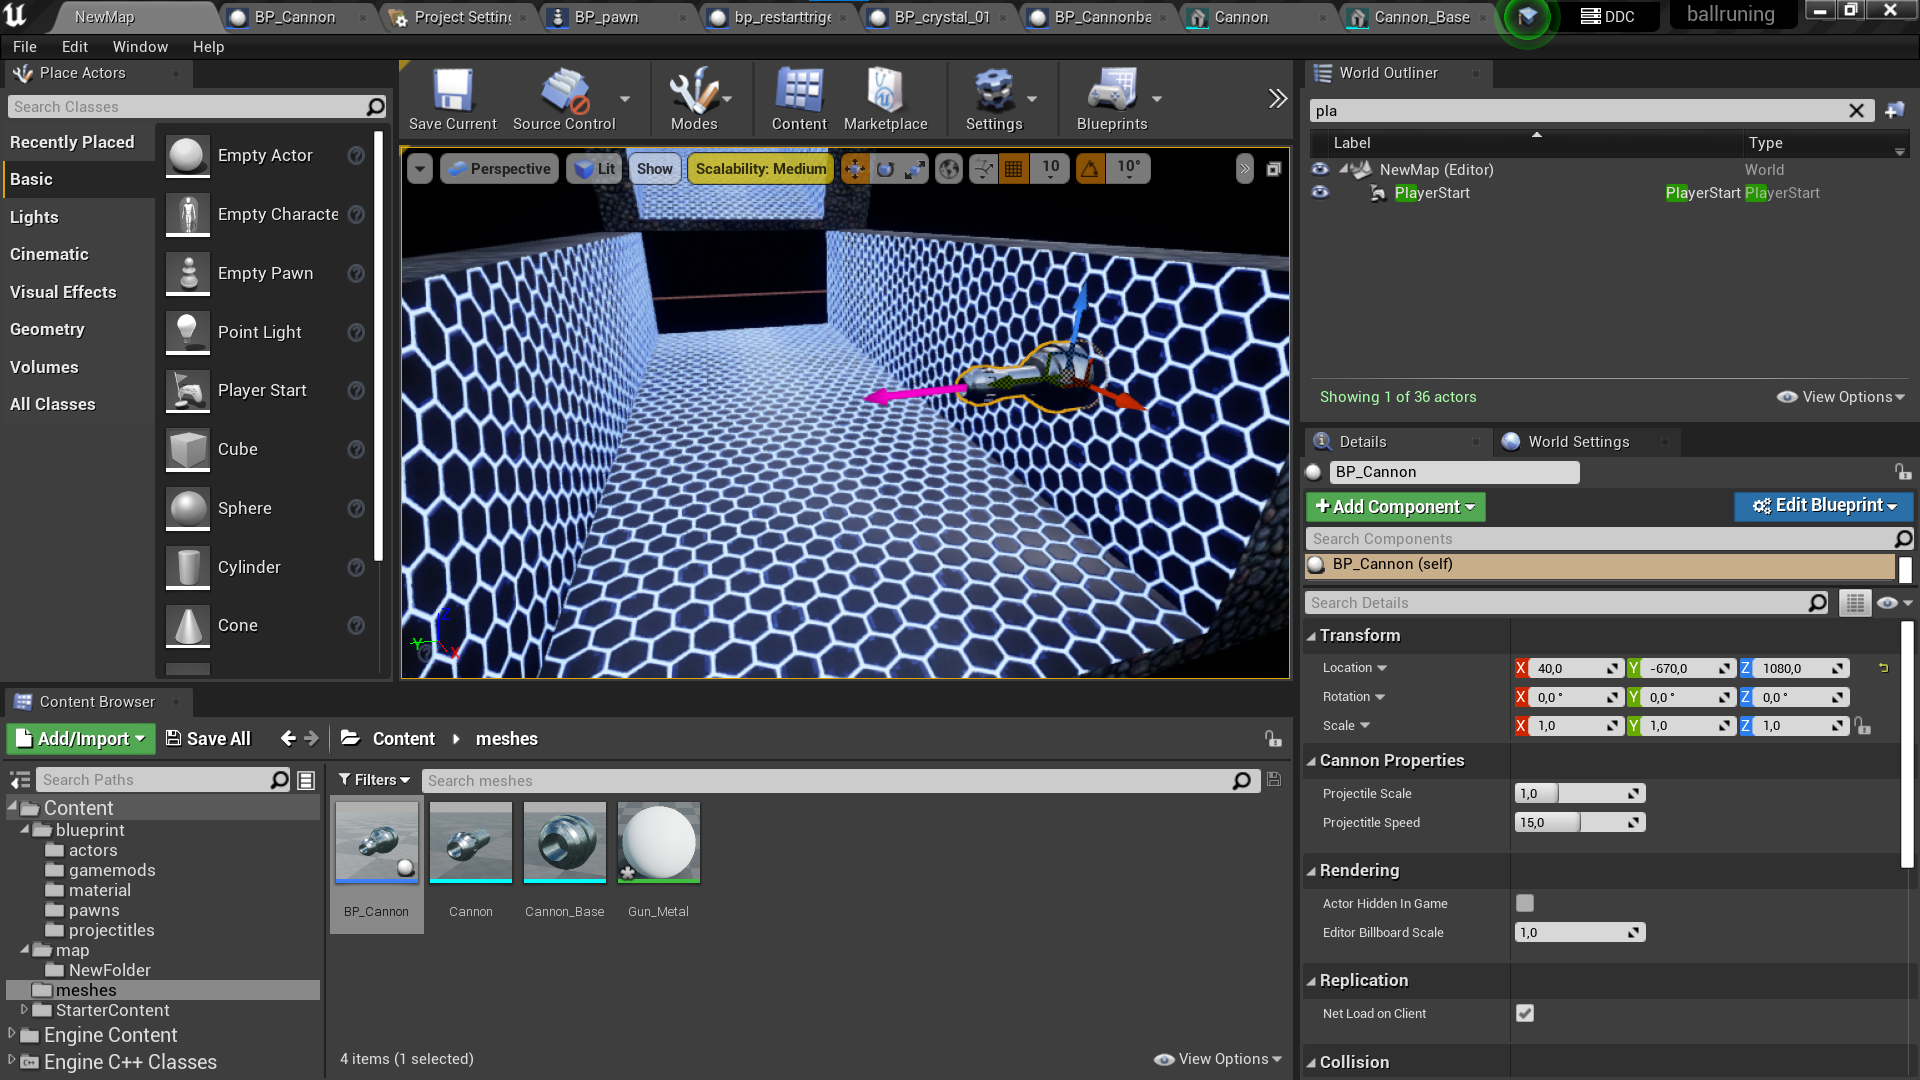 NewMap
BP_Cannon
Project Setting
BP_pawn
bp_restarttrige
BP_crystal_01
BP_Cannonba
Cannon
Cannon_Base
DDC
ballruning
File
Edit
Window
Help
Place Actors
Search Classes
Recently Placed
Basic
Lights
Cinematic
Visual Effects
Geometry
Volumes
All Classes
Empty Actor
Empty Characte
Empty Pawn
Point Light
Player Start
Cube
Sphere
Cylinder
Cone
Save Current
Source Control
Modes
Content
Marketplace
Settings
Blueprints
Perspective
Lit
Show
Scalability: Medium
10
10°
Z
Y
X
World Outliner
pla
Label
Type
NewMap (Editor)
World
PlayerStart
PlayerStart
PlayerStart
Showing 1 of 36 actors
View Options
Details
World Settings
BP_Cannon
+Add Component
Edit Blueprint
Search Components
BP_Cannon (self)
Search Details
Transform
Location
X 40,0
Y -670,0
Z 1080,0
Rotation
X 0,0 °
Y 0,0 °
Z 0,0 °
Scale
X 1,0
Y 1,0
Z 1,0
Cannon Properties
Projectile Scale
1,0
Projectitle Speed
15,0
Rendering
Actor Hidden In Game
Editor Billboard Scale
1,0
Replication
Net Load on Client
Collision
Content Browser
Add/Import
Save All
Content
meshes
Search Paths
Filters
Search meshes
Content
blueprint
actors
gamemods
material
pawns
projectitles
map
NewFolder
meshes
StarterContent
Engine Content
Engine C++ Classes
BP_Cannon
Cannon
Cannon_Base
Gun_Metal
4 items (1 selected)
View Options